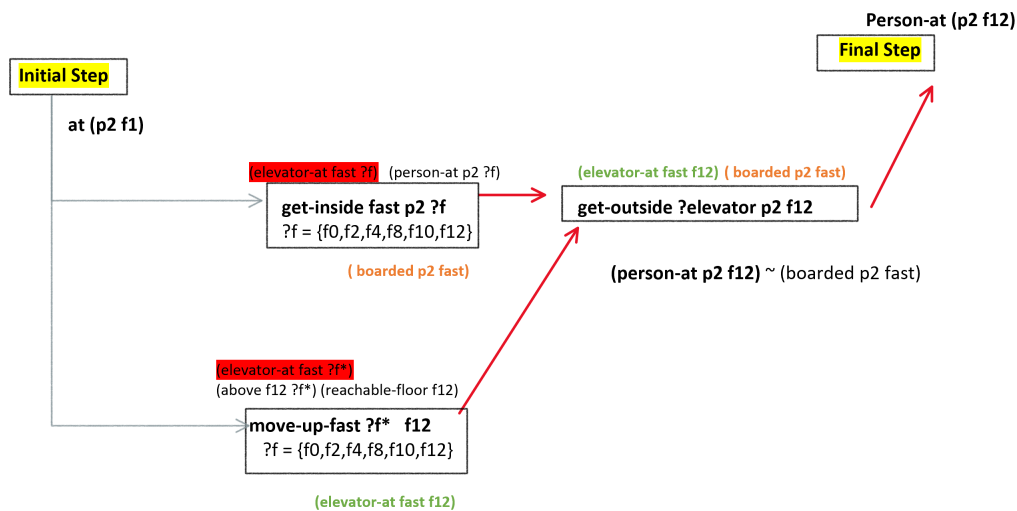 Person-at (p2 f12)
Final Step
Initial Step
at (p2 f1)
(elevator-at fast ?f) (person-at p2 ?f)
get-inside fast p2 ?f
?f = {f0,f2,f4,f8,f10,f12}
( boarded p2 fast)
(elevator-at fast f12) ( boarded p2 fast)
get-outside ?elevator p2 f12
(person-at p2 f12) ~ (boarded p2 fast)
(elevator-at fast ?f*)
(above f12 ?f*) (reachable-floor f12)
move-up-fast ?f* f12
?f = {f0,f2,f4,f8,f10,f12}
(elevator-at fast f12)